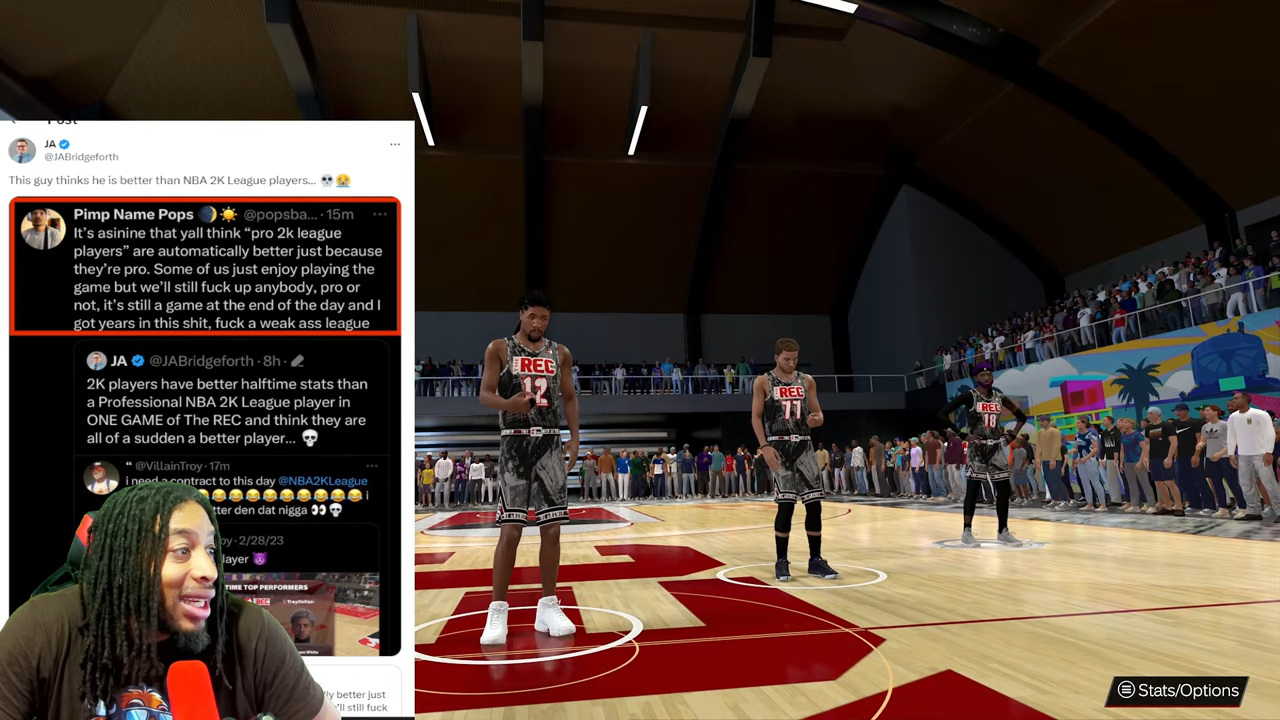 Post
JA
@JABridgeforth
This guy thinks he is better than NBA 2K League players... 💀😭
Pimp Name Pops 🌒☀️ @popsba... · 15m
It's asinine that yall think "pro 2k league
players" are automatically better just because
they're pro. Some of us just enjoy playing the
game but we'll still fuck up anybody, pro or
not, it's still a game at the end of the day and I
got years in this shit, fuck a weak ass league
JA @JABridgeforth · 8h ·
2K players have better halftime stats than
a Professional NBA 2K League player in
ONE GAME of The REC and think they are
all of a sudden a better player... 💀
" @VillainTroy · 17m
i need a contract to this day @NBA2KLeague
😂😂😂😂😂😂😂😂😂😂 i
den dat nigga 👀💀
· 2/28/23
😈
TOP PERFORMERS
REC
ly better just
'll still fuck
REC
12
REC
11
REC
18
Stats/Options